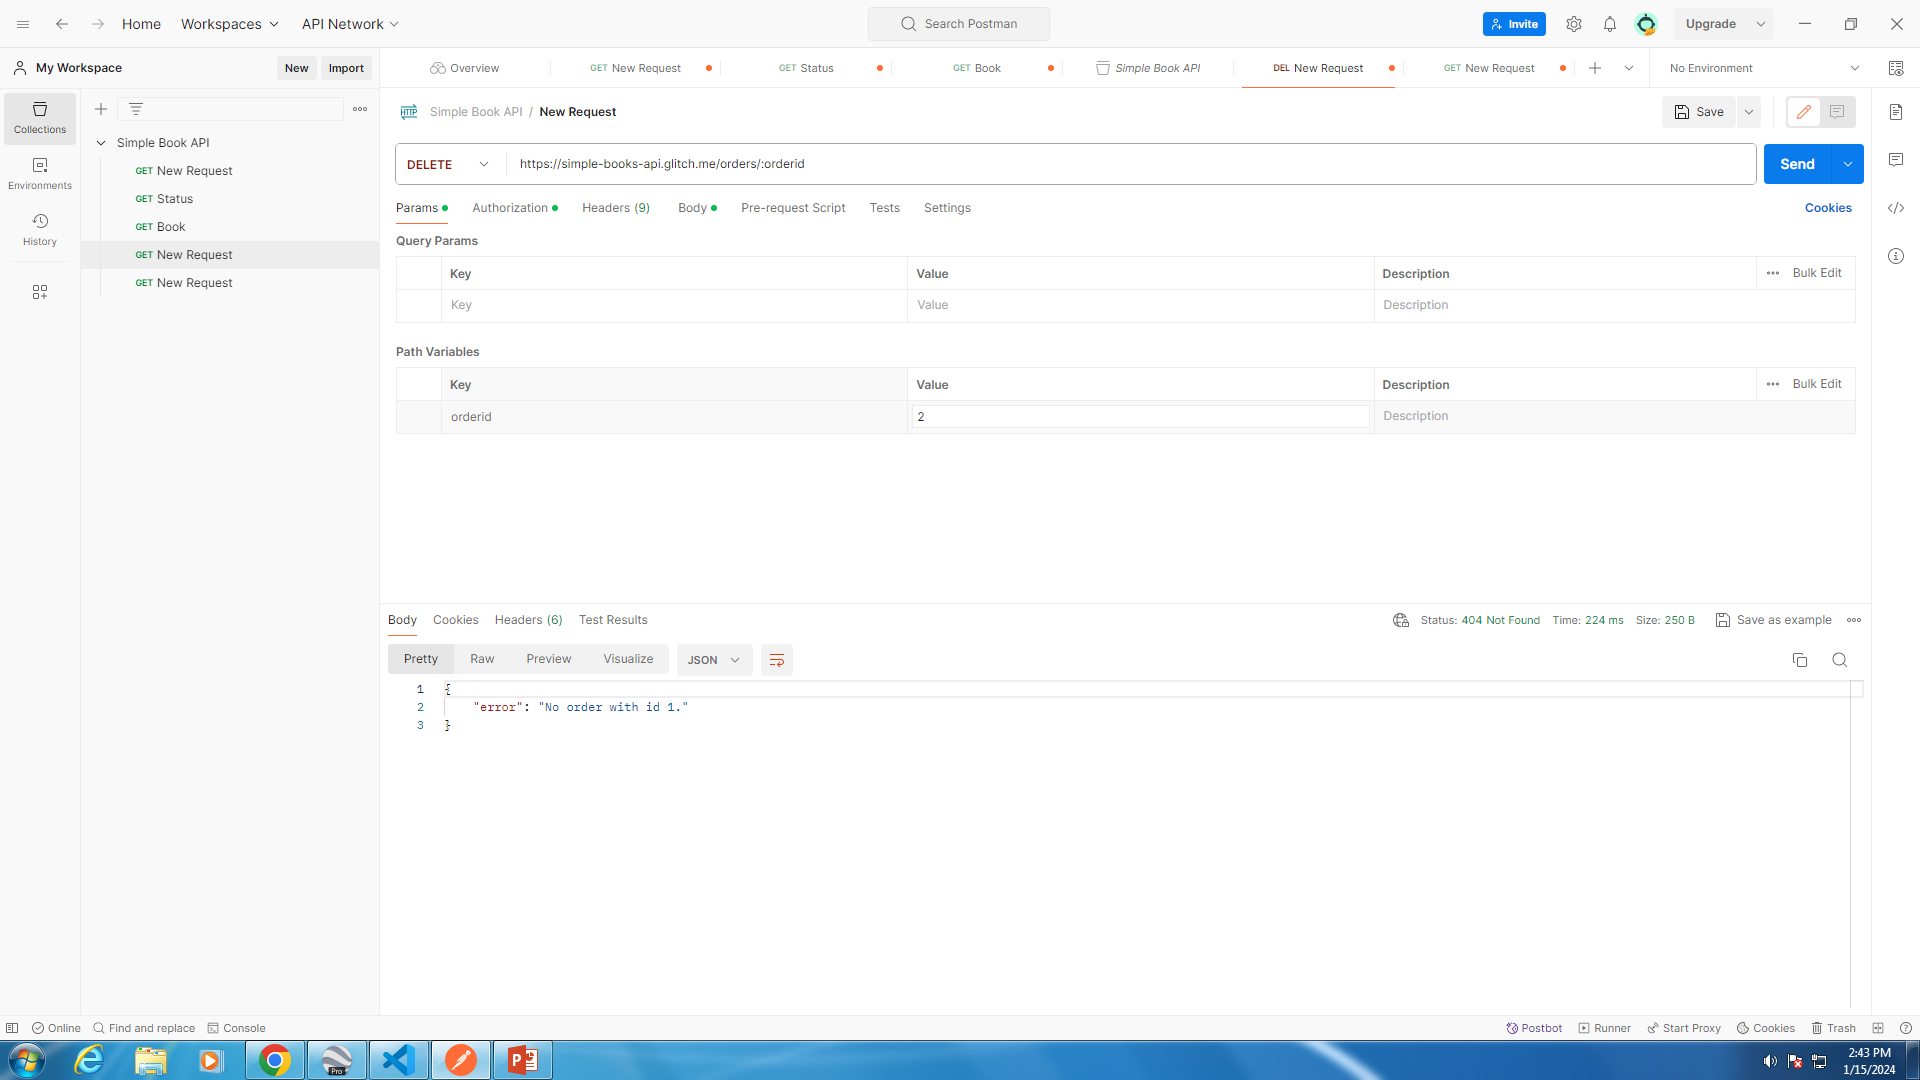 Home
Workspaces
API Network
Search Postman
Invite
Upgrade
My Workspace
New
Import
Overview
GET New Request
GET Status
GET Book
Simple Book API
DEL New Request
GET New Request
No Environment
Collections
Environments
History
Simple Book API
GET New Request
GET Status
GET Book
GET New Request
GET New Request
HTTP
Simple Book API / New Request
Save
DELETE
https://simple-books-api.glitch.me/orders/:orderid
Send
Params
Authorization
Headers (9)
Body
Pre-request Script
Tests
Settings
Cookies
Query Params
Key Value Description Bulk Edit
Key Value Description
Path Variables
Key Value Description Bulk Edit
orderid 2 Description
Body
Cookies
Headers (6)
Test Results
Status: 404 Not Found Time: 224 ms Size: 250 B
Save as example
Pretty
Raw
Preview
Visualize
JSON
1 {
2 "error": "No order with id 1."
3 }
Online
Find and replace
Console
Postbot
Runner
Start Proxy
Cookies
Trash
Pro
2:43 PM
1/15/2024